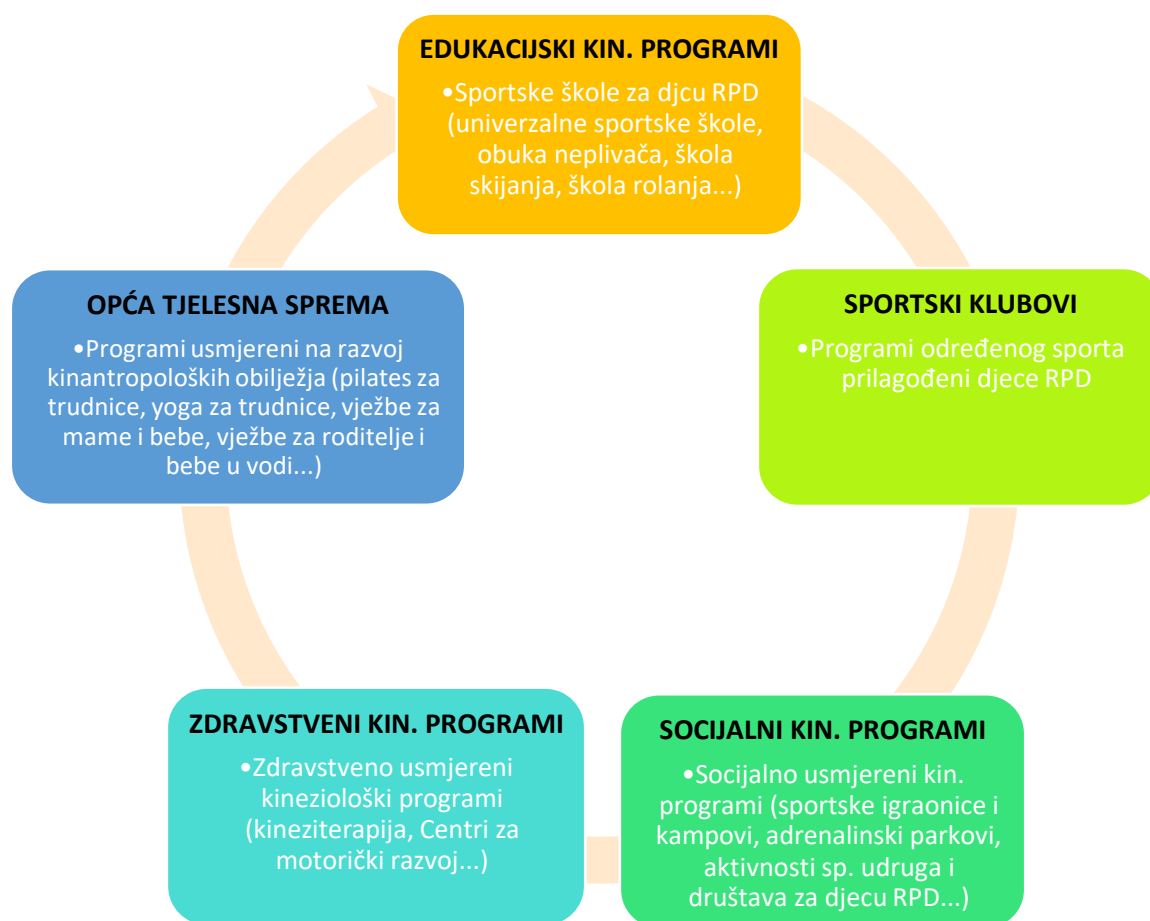 EDUKACIJSKI KIN. PROGRAMI
•Sportske škole za djcu RPD
(univerzalne sportske škole,
obuka neplivača, škola
skijanja, škola rolanja...)
SPORTSKI KLUBOVI
•Programi određenog sporta
prilagođeni djece RPD
SOCIJALNI KIN. PROGRAMI
•Socijalno usmjereni kin.
programi (sportske igraonice i
kampovi, adrenalinski parkovi,
aktivnosti sp. udruga i
društava za djecu RPD...)
ZDRAVSTVENI KIN. PROGRAMI
•Zdravstveno usmjereni
kineziološki programi
(kineziterapija, Centri za
motorički razvoj...)
OPĆA TJELESNA SPREMA
•Programi usmjereni na razvoj
kinantropoloških obilježja (pilates za
trudnice, yoga za trudnice, vježbe za
mame i bebe, vježbe za roditelje i
bebe u vodi...)